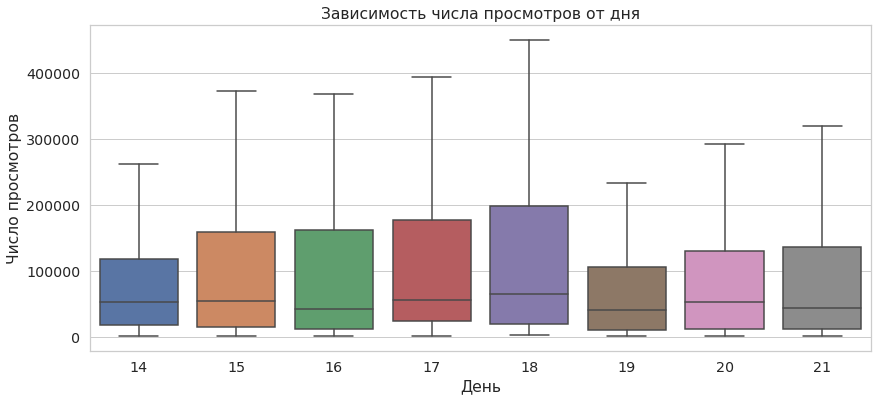 Зависимость числа просмотров от дня
Число просмотров
400000
300000
200000
100000
0
14 15 16 17 18 19 20 21
День